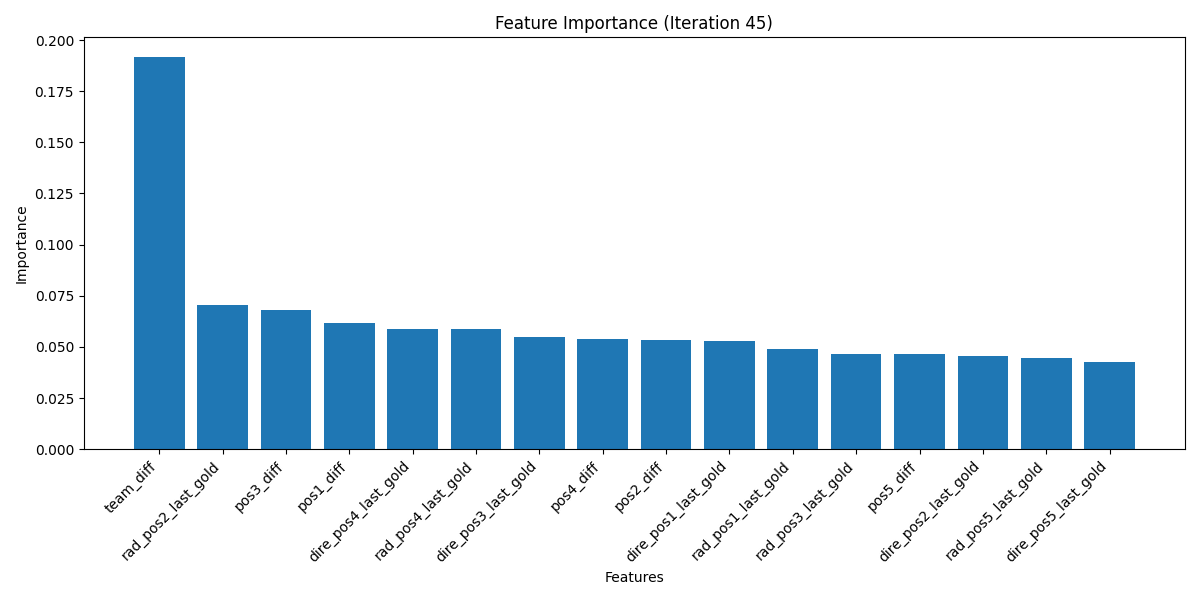 Feature Importance (Iteration 45)
Importance
0.200
0.175
0.150
0.125
0.100
0.075
0.050
0.025
0.000
team_diff
rad_pos2_last_gold
pos3_diff
pos1_diff
dire_pos4_last_gold
rad_pos4_last_gold
dire_pos3_last_gold
pos4_diff
pos2_diff
dire_pos1_last_gold
rad_pos1_last_gold
rad_pos3_last_gold
pos5_diff
dire_pos2_last_gold
rad_pos5_last_gold
dire_pos5_last_gold
Features